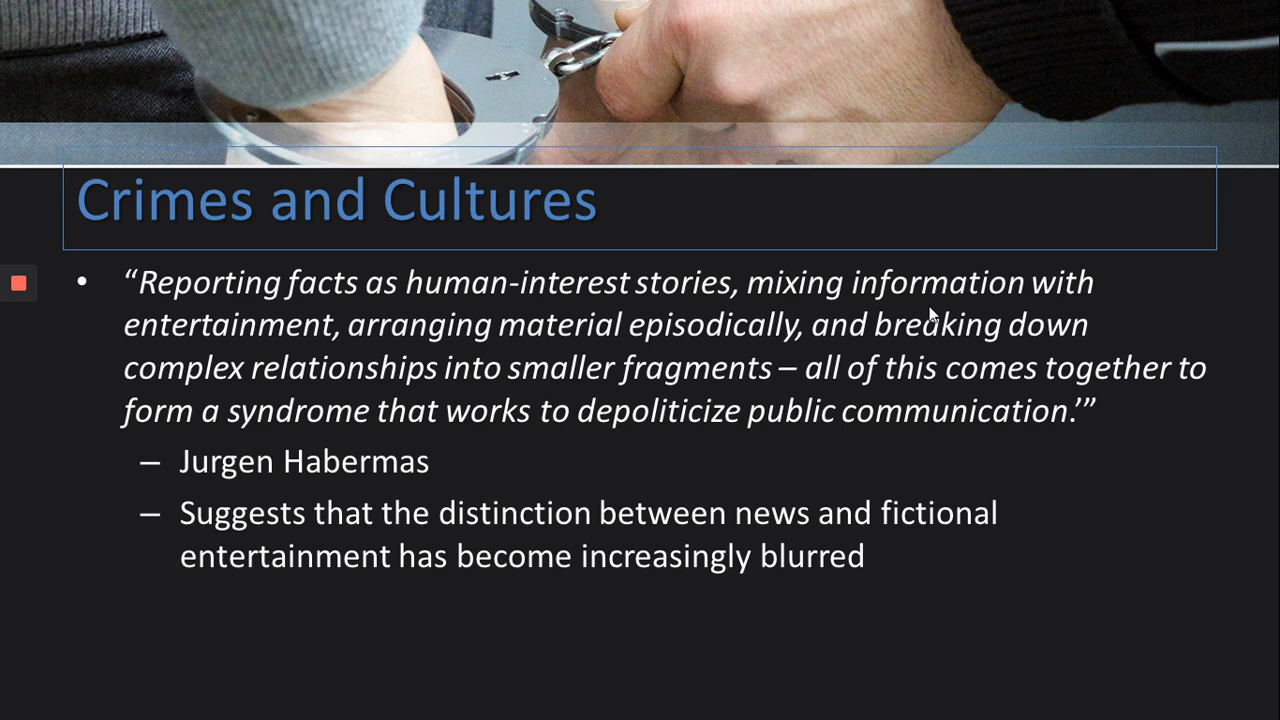 Crimes and Cultures
• “Reporting facts as human-interest stories, mixing information with
entertainment, arranging material episodically, and breaking down
complex relationships into smaller fragments – all of this comes together to
form a syndrome that works to depoliticize public communication.’”
– Jurgen Habermas
– Suggests that the distinction between news and fictional
entertainment has become increasingly blurred